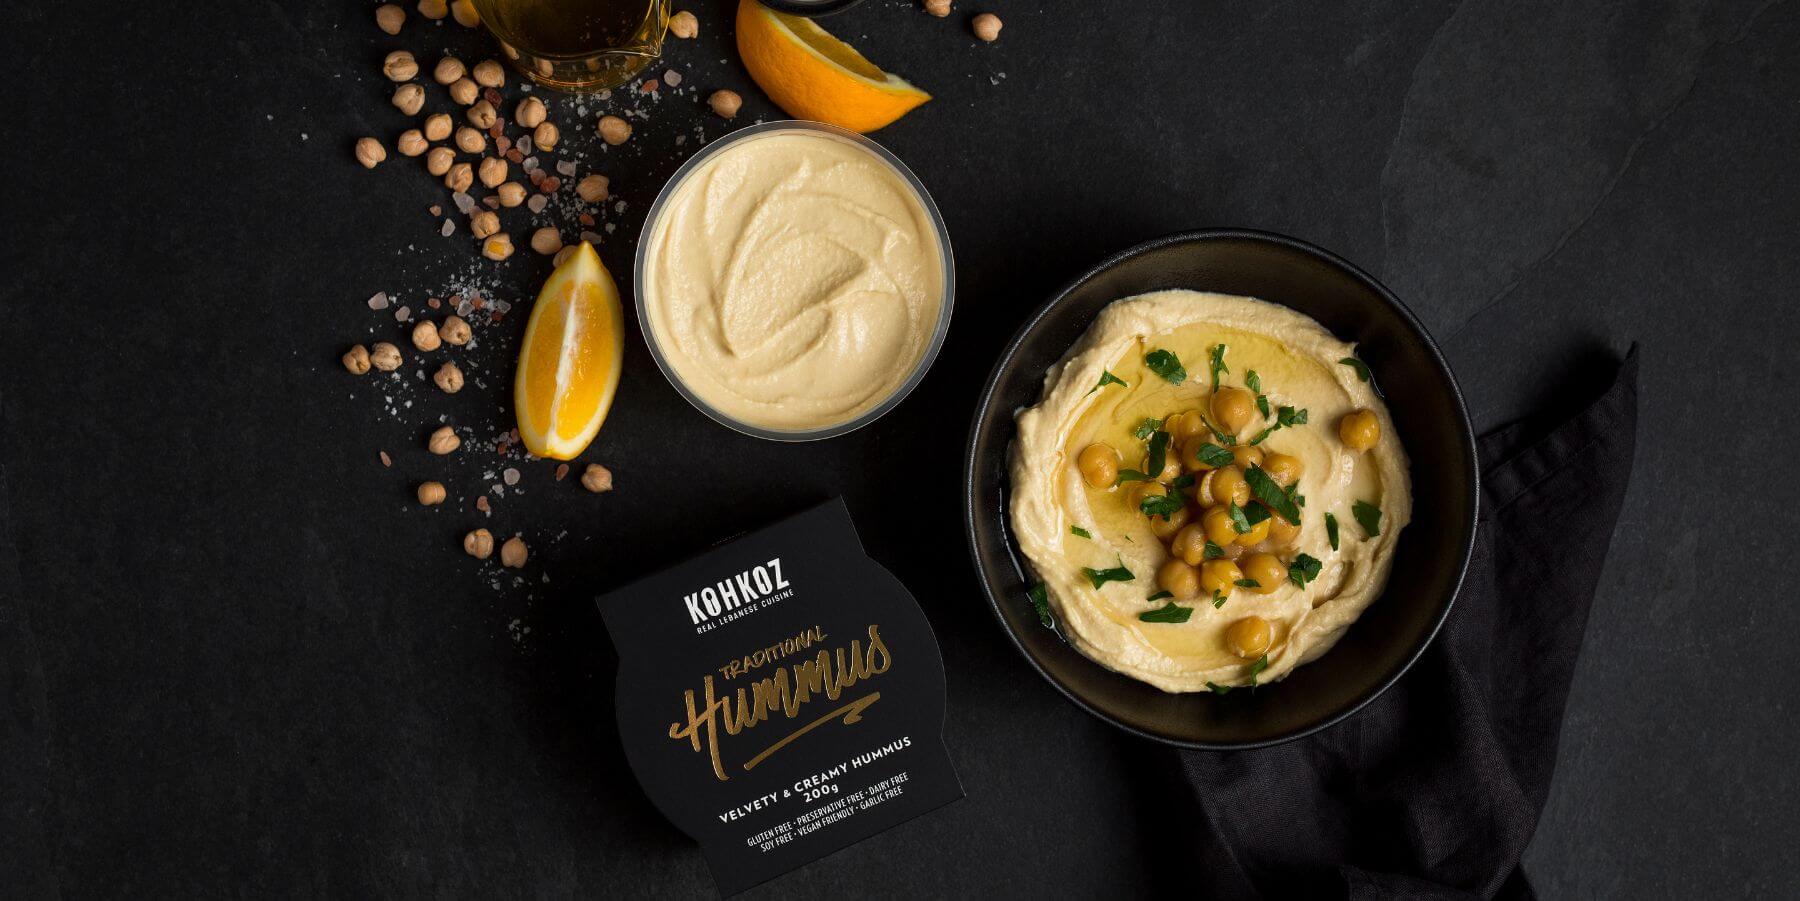 KOHKOZ
REAL LEBANESE CUISINE
TRADITIONAL
Hummus
VELVETY & CREAMY HUMMUS
200g
GLUTEN FREE · PRESERVATIVE FREE · DAIRY FREE
SOY FREE · VEGAN FRIENDLY · GARLIC FREE